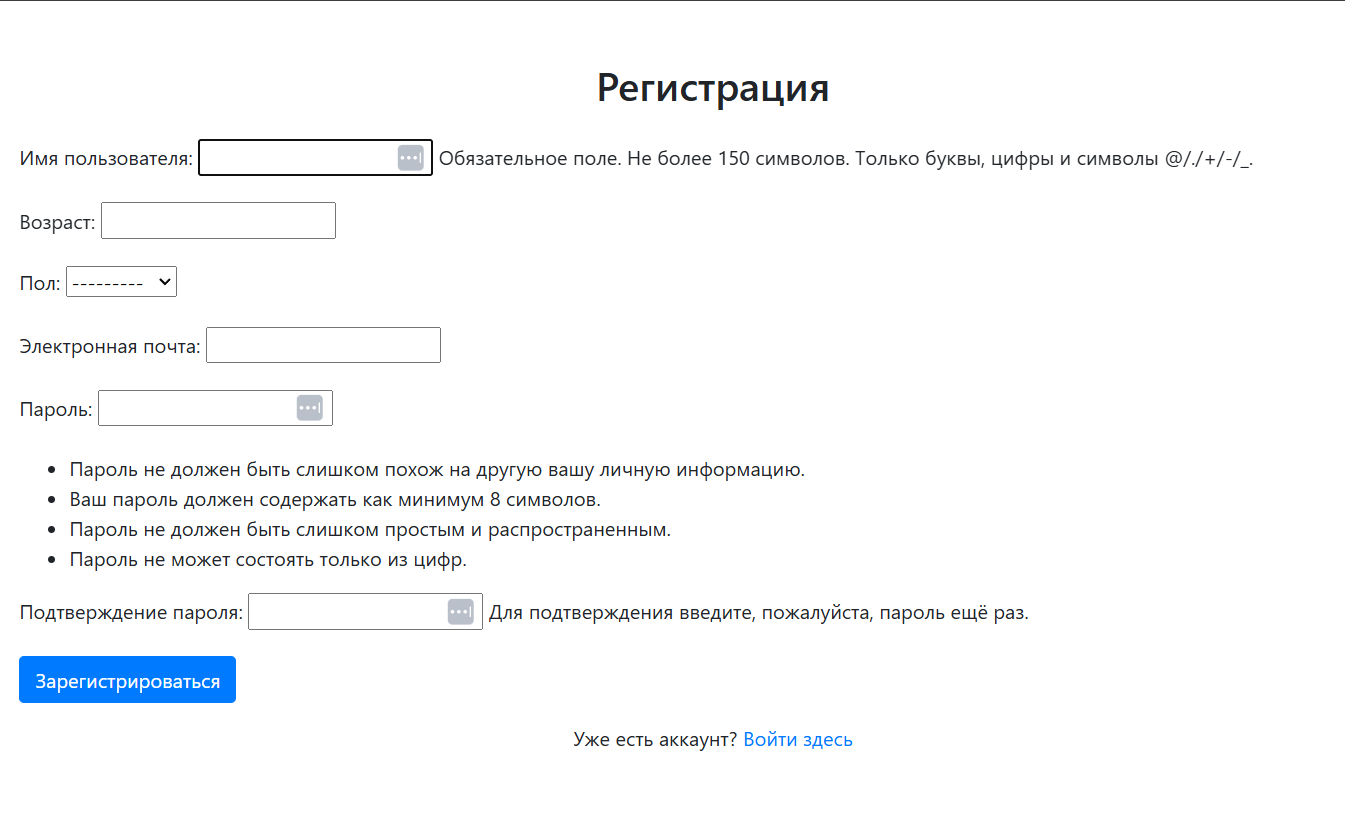 Регистрация
Имя пользователя: Обязательное поле. Не более 150 символов. Только буквы, цифры и символы @/./+/-/_.
Возраст:
Пол: ---------
Электронная почта:
Пароль:
Пароль не должен быть слишком похож на другую вашу личную информацию.
Ваш пароль должен содержать как минимум 8 символов.
Пароль не должен быть слишком простым и распространенным.
Пароль не может состоять только из цифр.
Подтверждение пароля: Для подтверждения введите, пожалуйста, пароль ещё раз.
Зарегистрироваться
Уже есть аккаунт? Войти здесь